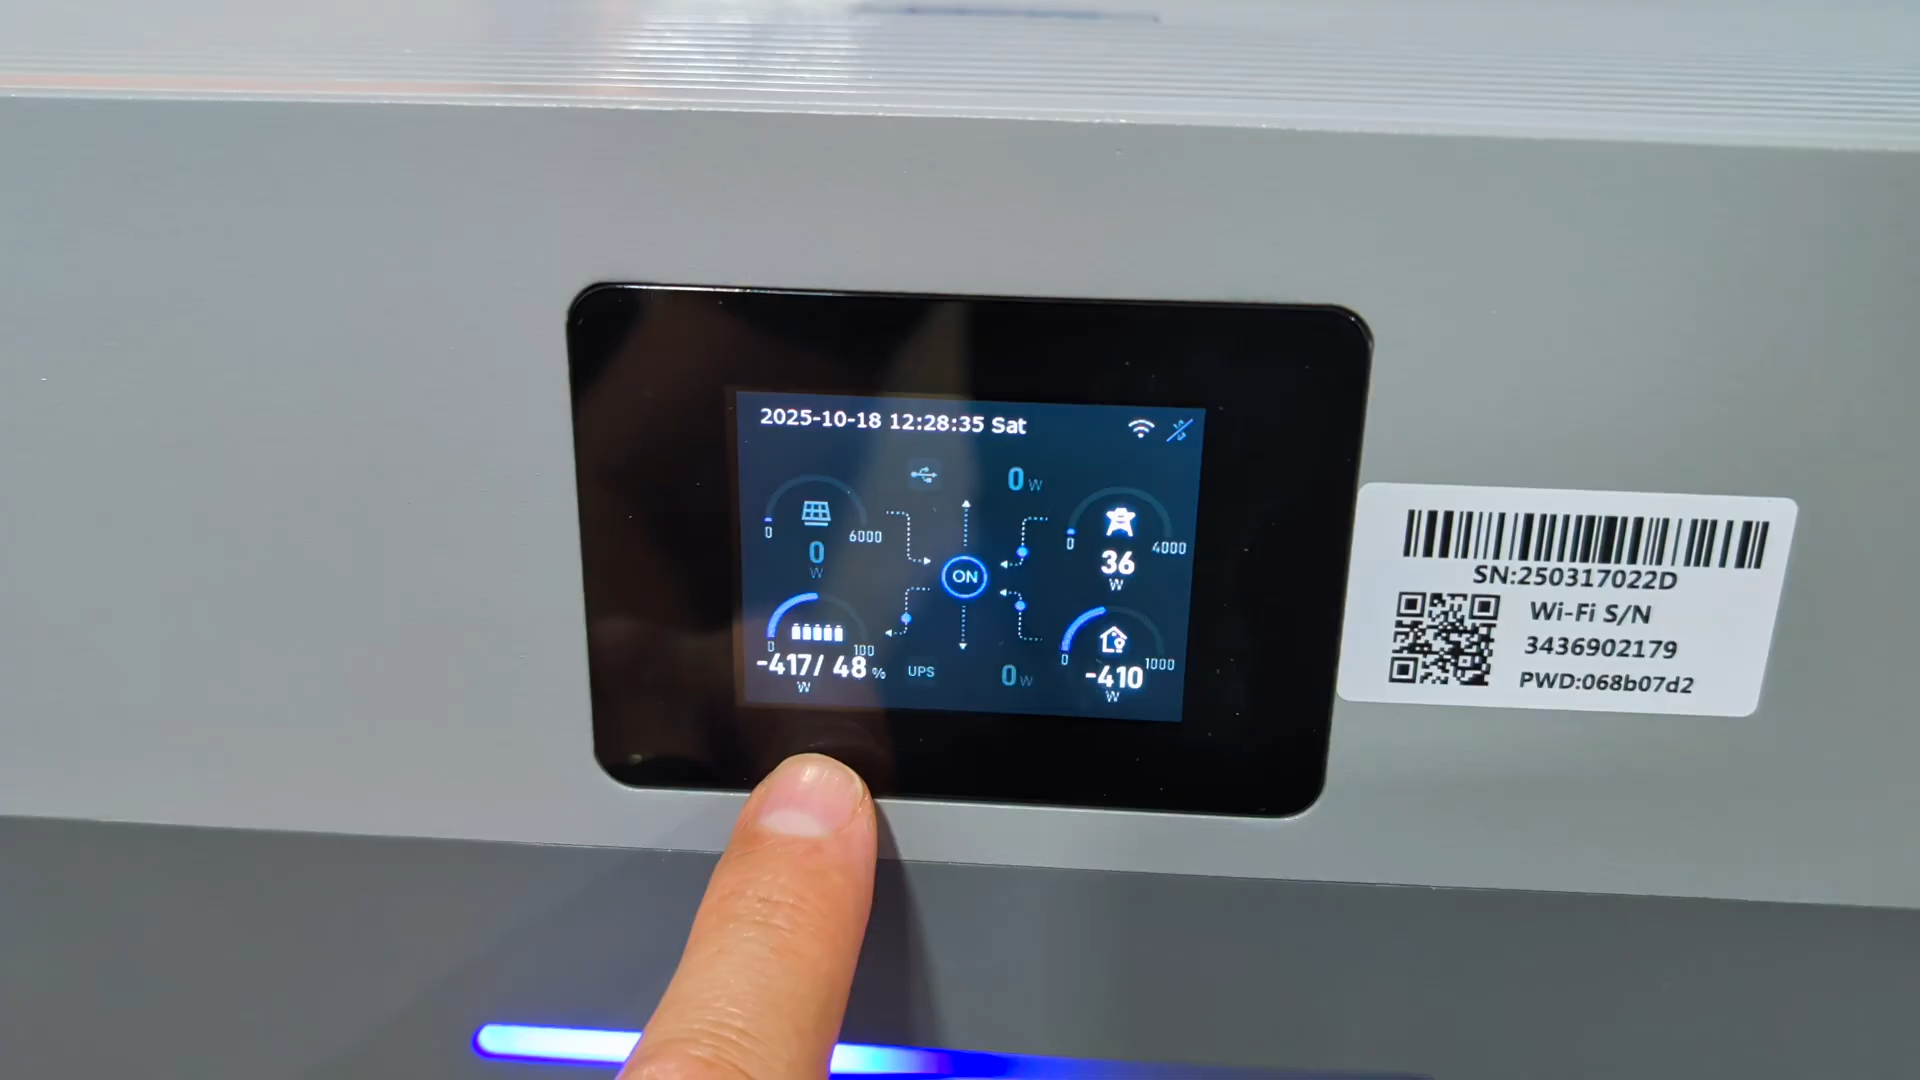 2025-10-18 12:28:35 Sat
0 W
0
6000
0
W
0
4000
36
W
ON
0
100
-417/ 48 %
W
UPS
0 W
0
1000
-410
W
SN:250317022D
Wi-Fi S/N
3436902179
PWD:068b07d2